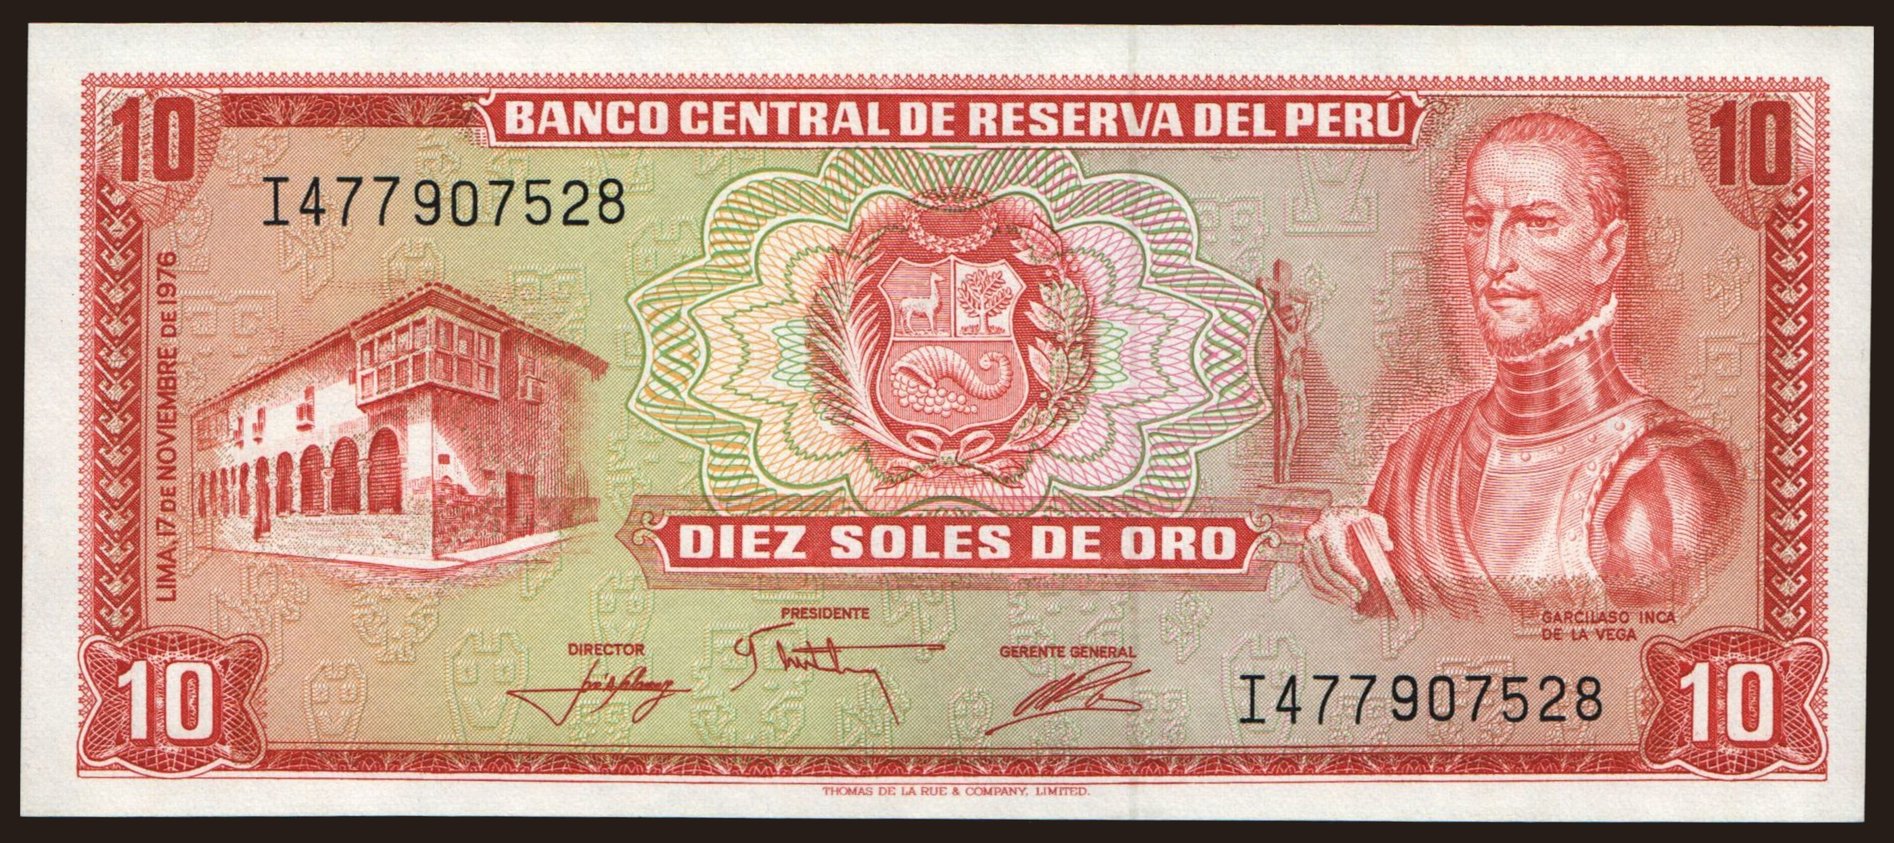 10
BANCO CENTRAL DE RESERVA DEL PERÚ
10
I477907528
LIMA, 17 DE NOVIEMBRE DE 1976
DIEZ SOLES DE ORO
PRESIDENTE
GARCILASO INCA
DE LA VEGA
DIRECTOR
GERENTE GENERAL
I477907528
10
10
THOMAS DE LA RUE & COMPANY, LIMITED.